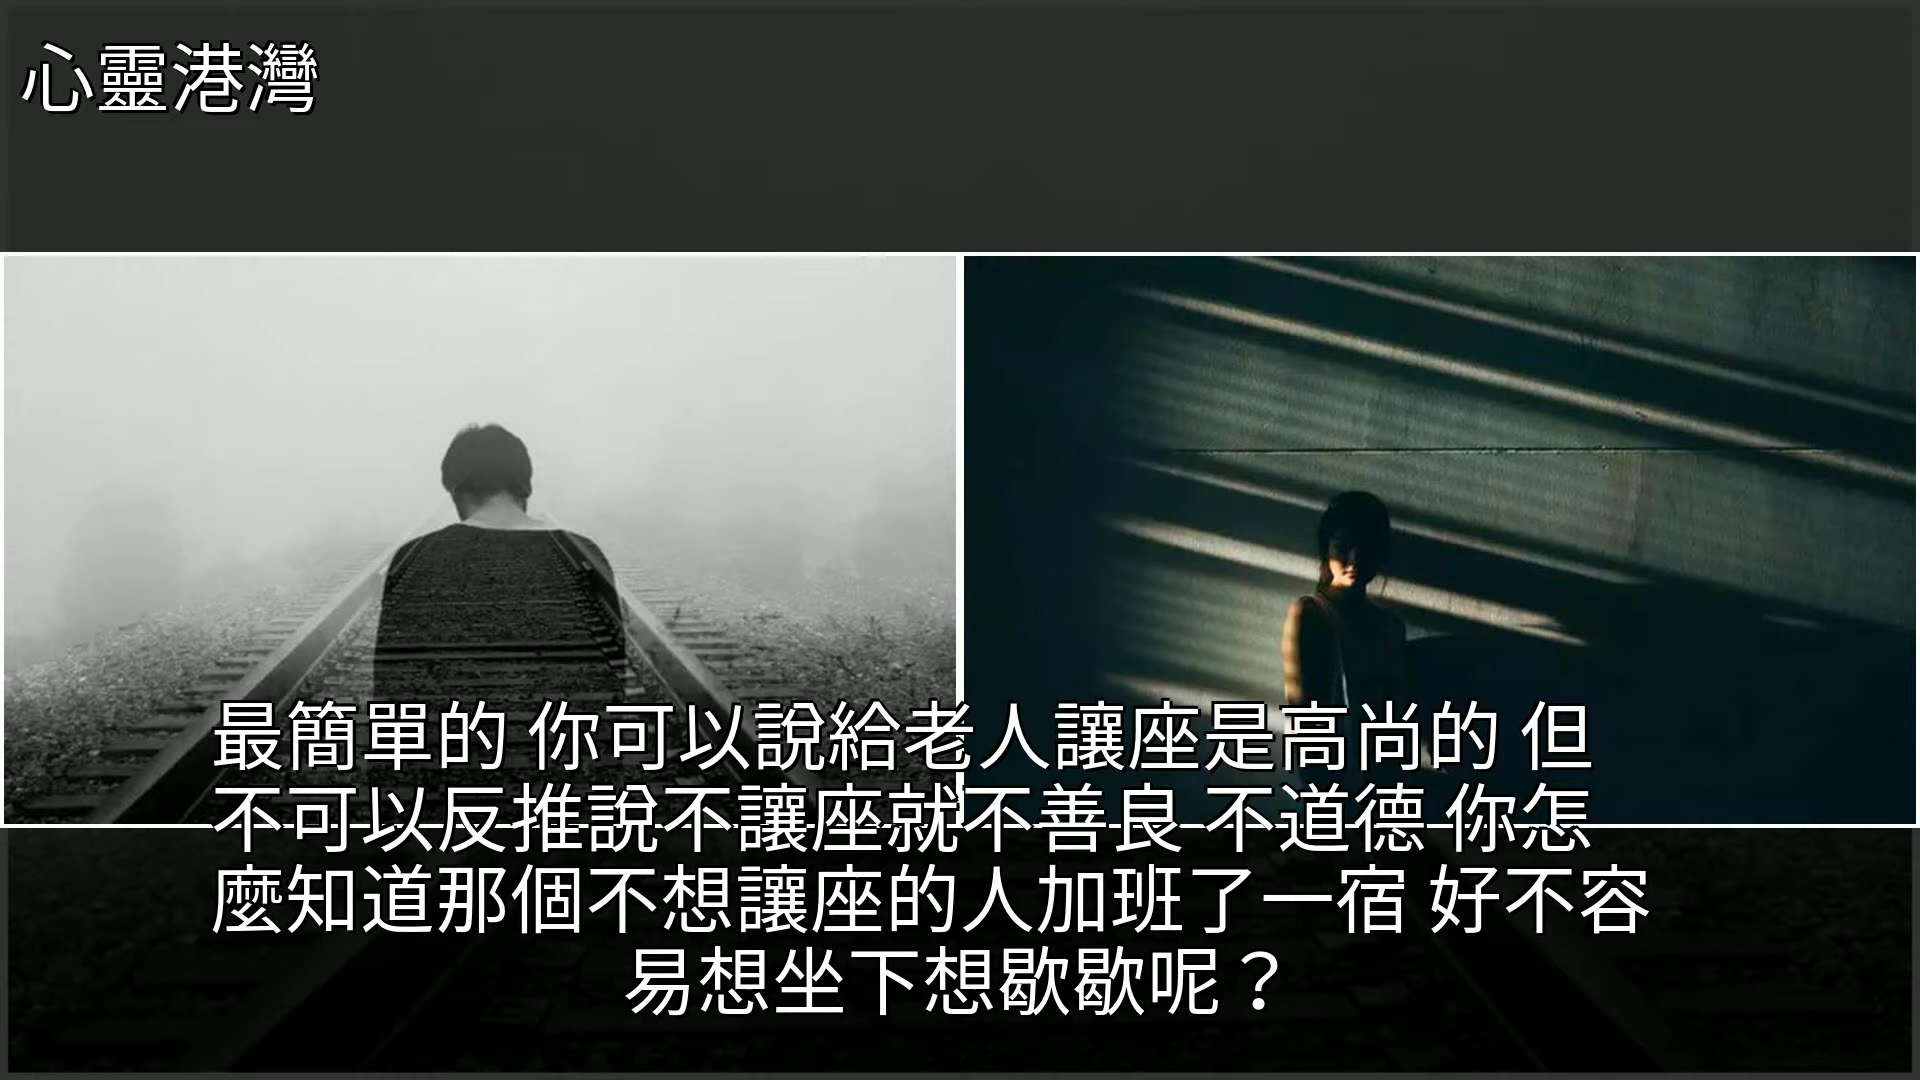 心靈港灣
最簡單的 你可以說給老人讓座是高尚的 但
不可以反推說不讓座就不善良 不道德 你怎
麼知道那個不想讓座的人加班了一宿 好不容
易想坐下想歇歇呢？